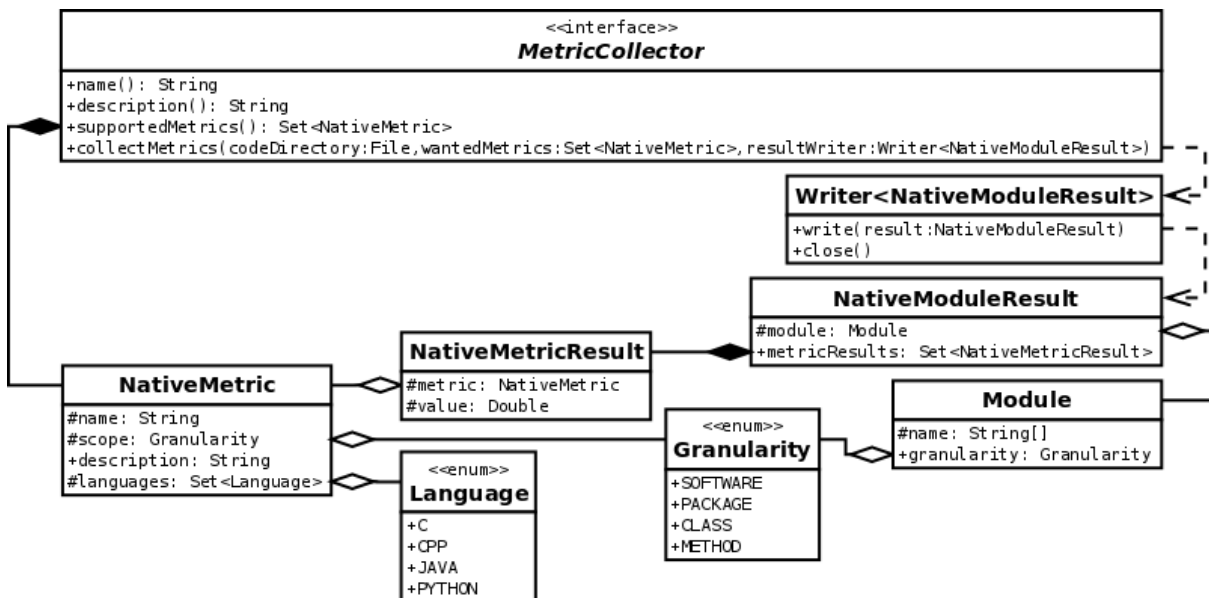 <<interface>>
MetricCollector
+name(): String
+description(): String
+supportedMetrics(): Set<NativeMetric>
+collectMetrics(codeDirectory:File,wantedMetrics:Set<NativeMetric>,resultWriter:Writer<NativeModuleResult>)
Writer<NativeModuleResult>
+write(result:NativeModuleResult)
+close()
NativeModuleResult
#module: Module
+metricResults: Set<NativeMetricResult>
NativeMetricResult
#metric: NativeMetric
#value: Double
NativeMetric
#name: String
#scope: Granularity
+description: String
#languages: Set<Language>
Module
#name: String[]
+granularity: Granularity
<<enum>>
Granularity
+SOFTWARE
+PACKAGE
+CLASS
+METHOD
<<enum>>
Language
+C
+CPP
+JAVA
+PYTHON